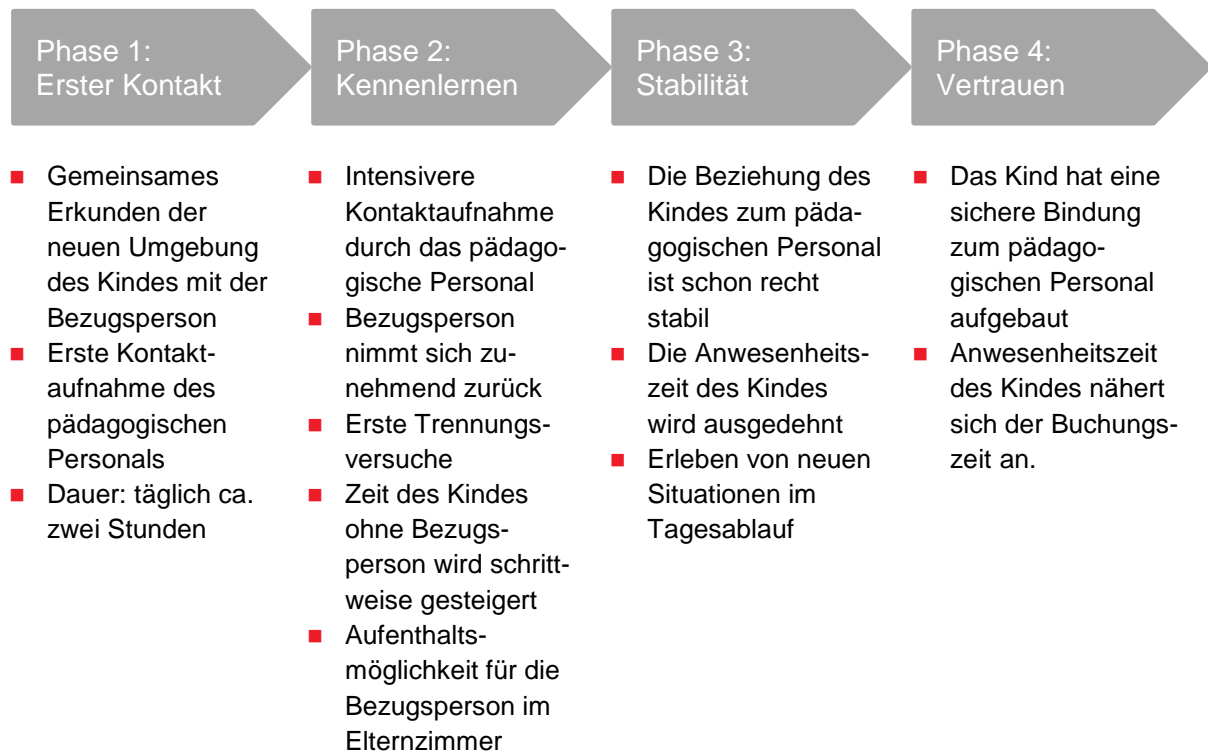 Phase 1:
Erster Kontakt
Gemeinsames
Erkunden der
neuen Umgebung
des Kindes mit der
Bezugsperson
Erste Kontakt-
aufnahme des
pädagogischen
Personals
Dauer: täglich ca.
zwei Stunden
Phase 2:
Kennenlernen
Intensivere
Kontaktaufnahme
durch das pädago-
gische Personal
Bezugsperson
nimmt sich zu-
nehmend zurück
Erste Trennungs-
versuche
Zeit des Kindes
ohne Bezugs-
person wird schritt-
weise gesteigert
Aufenthalts-
möglichkeit für die
Bezugsperson im
Elternzimmer
Phase 3:
Stabilität
Die Beziehung des
Kindes zum päda-
gogischen Personal
ist schon recht
stabil
Die Anwesenheits-
zeit des Kindes
wird ausgedehnt
Erleben von neuen
Situationen im
Tagesablauf
Phase 4:
Vertrauen
Das Kind hat eine
sichere Bindung
zum pädago-
gischen Personal
aufgebaut
Anwesenheitszeit
des Kindes nähert
sich der Buchungs-
zeit an.